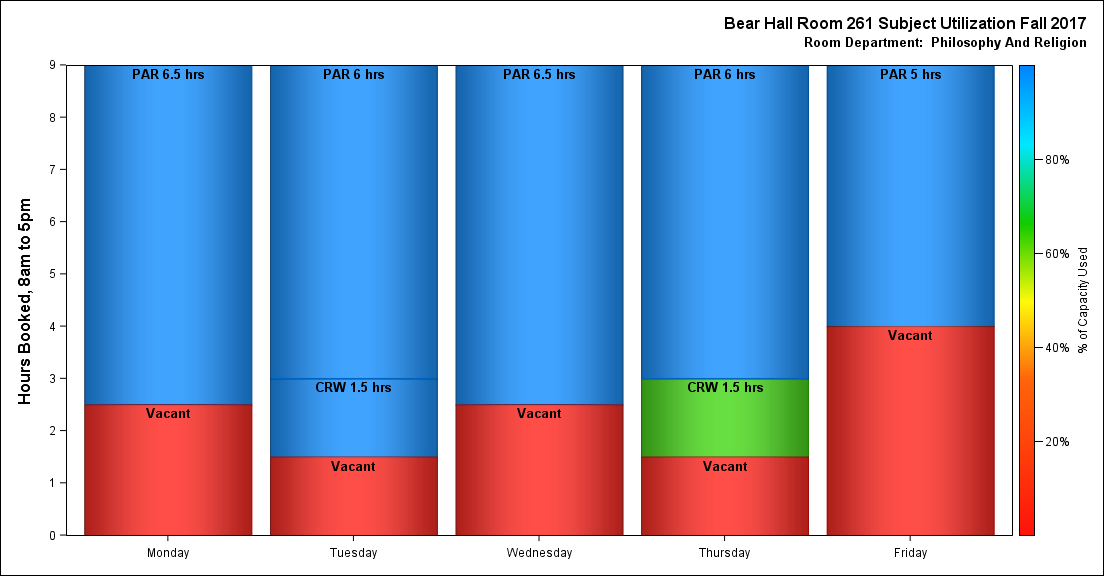 Bear Hall Room 261 Subject Utilization Fall 2017
Room Department:  Philosophy And Religion
Hours Booked, 8am to 5pm
9
8
7
6
5
4
3
2
1
0
PAR 6.5 hrs
Vacant
PAR 6 hrs
CRW 1.5 hrs
Vacant
PAR 6.5 hrs
Vacant
PAR 6 hrs
CRW 1.5 hrs
Vacant
PAR 5 hrs
Vacant
Monday
Tuesday
Wednesday
Thursday
Friday
80%
60%
40%
20%
% of Capacity Used